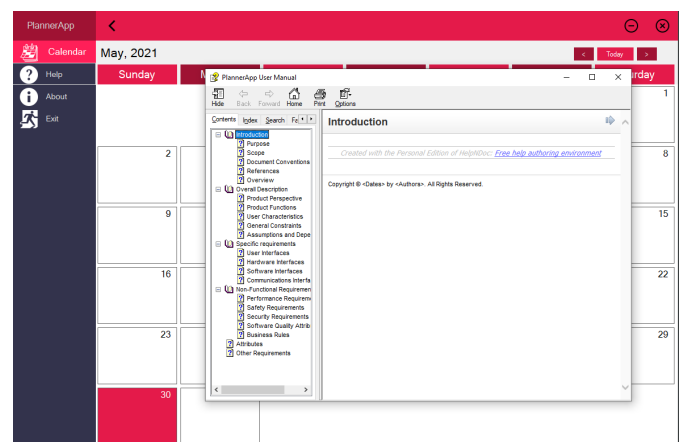 PlannerApp
Calendar
Help
About
Exit
May, 2021
< Today >
Sunday
1
2
8
9
15
16
22
23
29
30
PlannerApp User Manual
Hide Back Forward Home Print Options
Contents Index Search
Introduction
Purpose
Scope
Document Conventions
References
Overview
Overall Description
Product Perspective
Product Functions
User Characteristics
General Constraints
Assumptions and Depe
Specific requirements
User Interfaces
Hardware Interfaces
Software Interfaces
Communications Interfa
Non-Functional Requiremen
Performance Requireme
Safety Requirements
Security Requirements
Software Quality Attrib
Business Rules
Attributes
Other Requirements
Introduction
Created with the Personal Edition of HelpNDoc: Free help authoring environment
Copyright © <Dates> by <Authors>. All Rights Reserved.